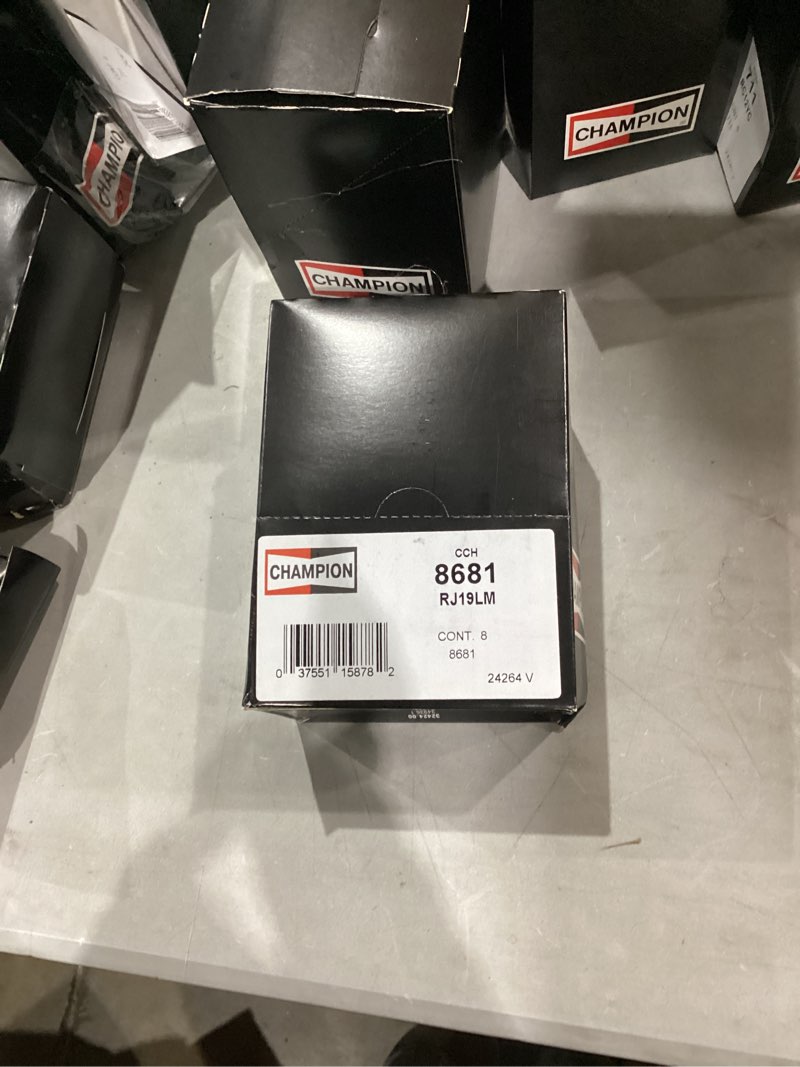 CHAMPION
CHAMPION
CHAMPION
CHAMPION
CCH
8681
RJ19LM
CONT. 8
8681
0 37551 15878 2
24264 V